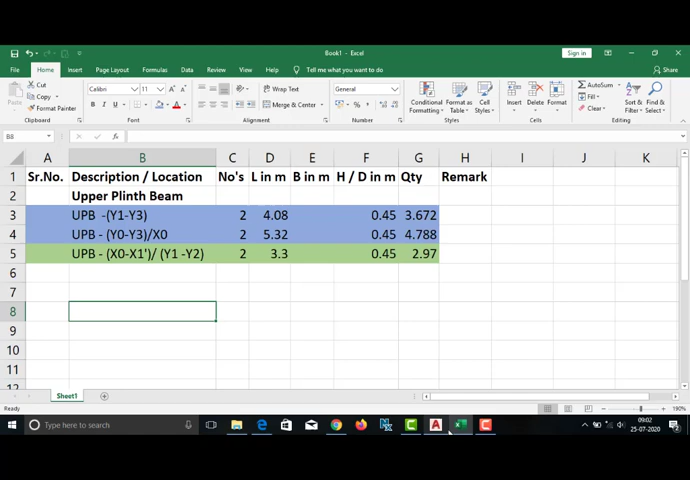 Book1 - Excel
Sign in
File Home Insert Page Layout Formulas Data Review View Help Tell me what you want to do Share
Cut
Copy
Format Painter
Paste
Clipboard
Calibri 11
B I U
Font
Wrap Text
Merge & Center
Alignment
General
Number
Conditional Formatting
Format as Table
Cell Styles
Styles
Insert
Delete
Format
Cells
AutoSum
Fill
Clear
Sort & Filter
Find & Select
Editing
B8 fx
A B C D E F G H I J K
1 Sr.No. Description / Location No's L in m B in m H / D in m Qty Remark
2 Upper Plinth Beam
3 UPB -(Y1-Y3) 2 4.08 0.45 3.672
4 UPB - (Y0-Y3)/X0 2 5.32 0.45 4.788
5 UPB - (X0-X1')/ (Y1 -Y2) 2 3.3 0.45 2.97
6
7
8
9
10
11
12
Sheet1
Ready
190%
Type here to search
09:02
25-07-2020
2